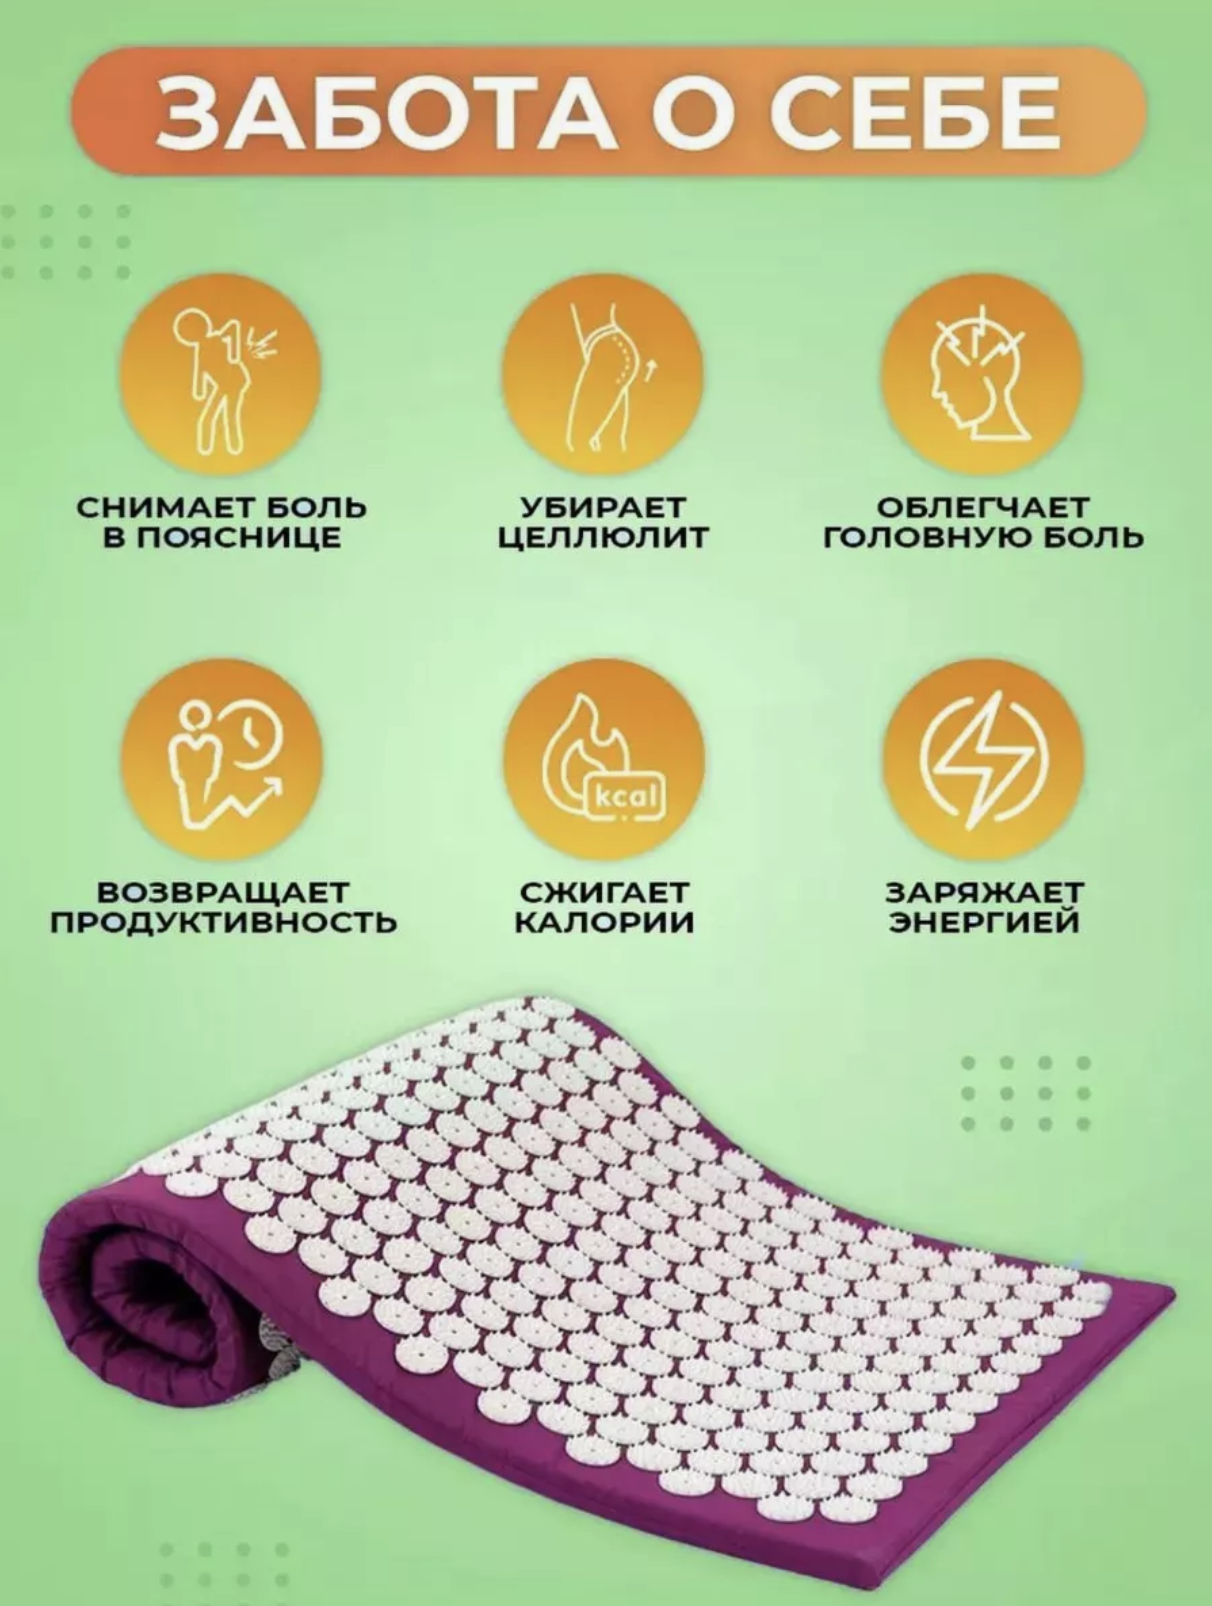 ЗАБОТА О СЕБЕ
СНИМАЕТ БОЛЬ
В ПОЯСНИЦЕ
УБИРАЕТ
ЦЕЛЛЮЛИТ
ОБЛЕГЧАЕТ
ГОЛОВНУЮ БОЛЬ
ВОЗВРАЩАЕТ
ПРОДУКТИВНОСТЬ
kcal
СЖИГАЕТ
КАЛОРИИ
ЗАРЯЖАЕТ
ЭНЕРГИЕЙ